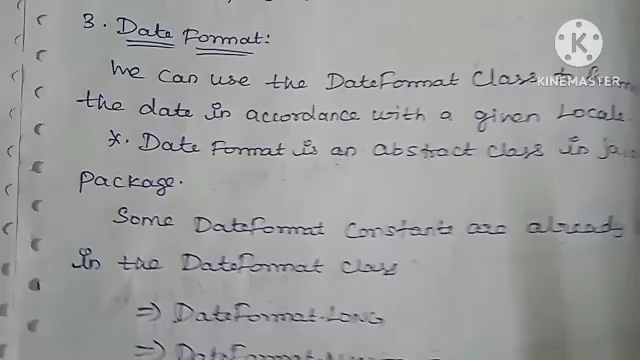 3. Date Format:
K
KINEMASTER
We can use the DateFormat Class
the date in accordance with a given Locale
*. Date Format is an abstract class in
package.
Some DateFormat Constants are already
in the DateFormat class
=> DateFormat.LONG
=> DateFormat.